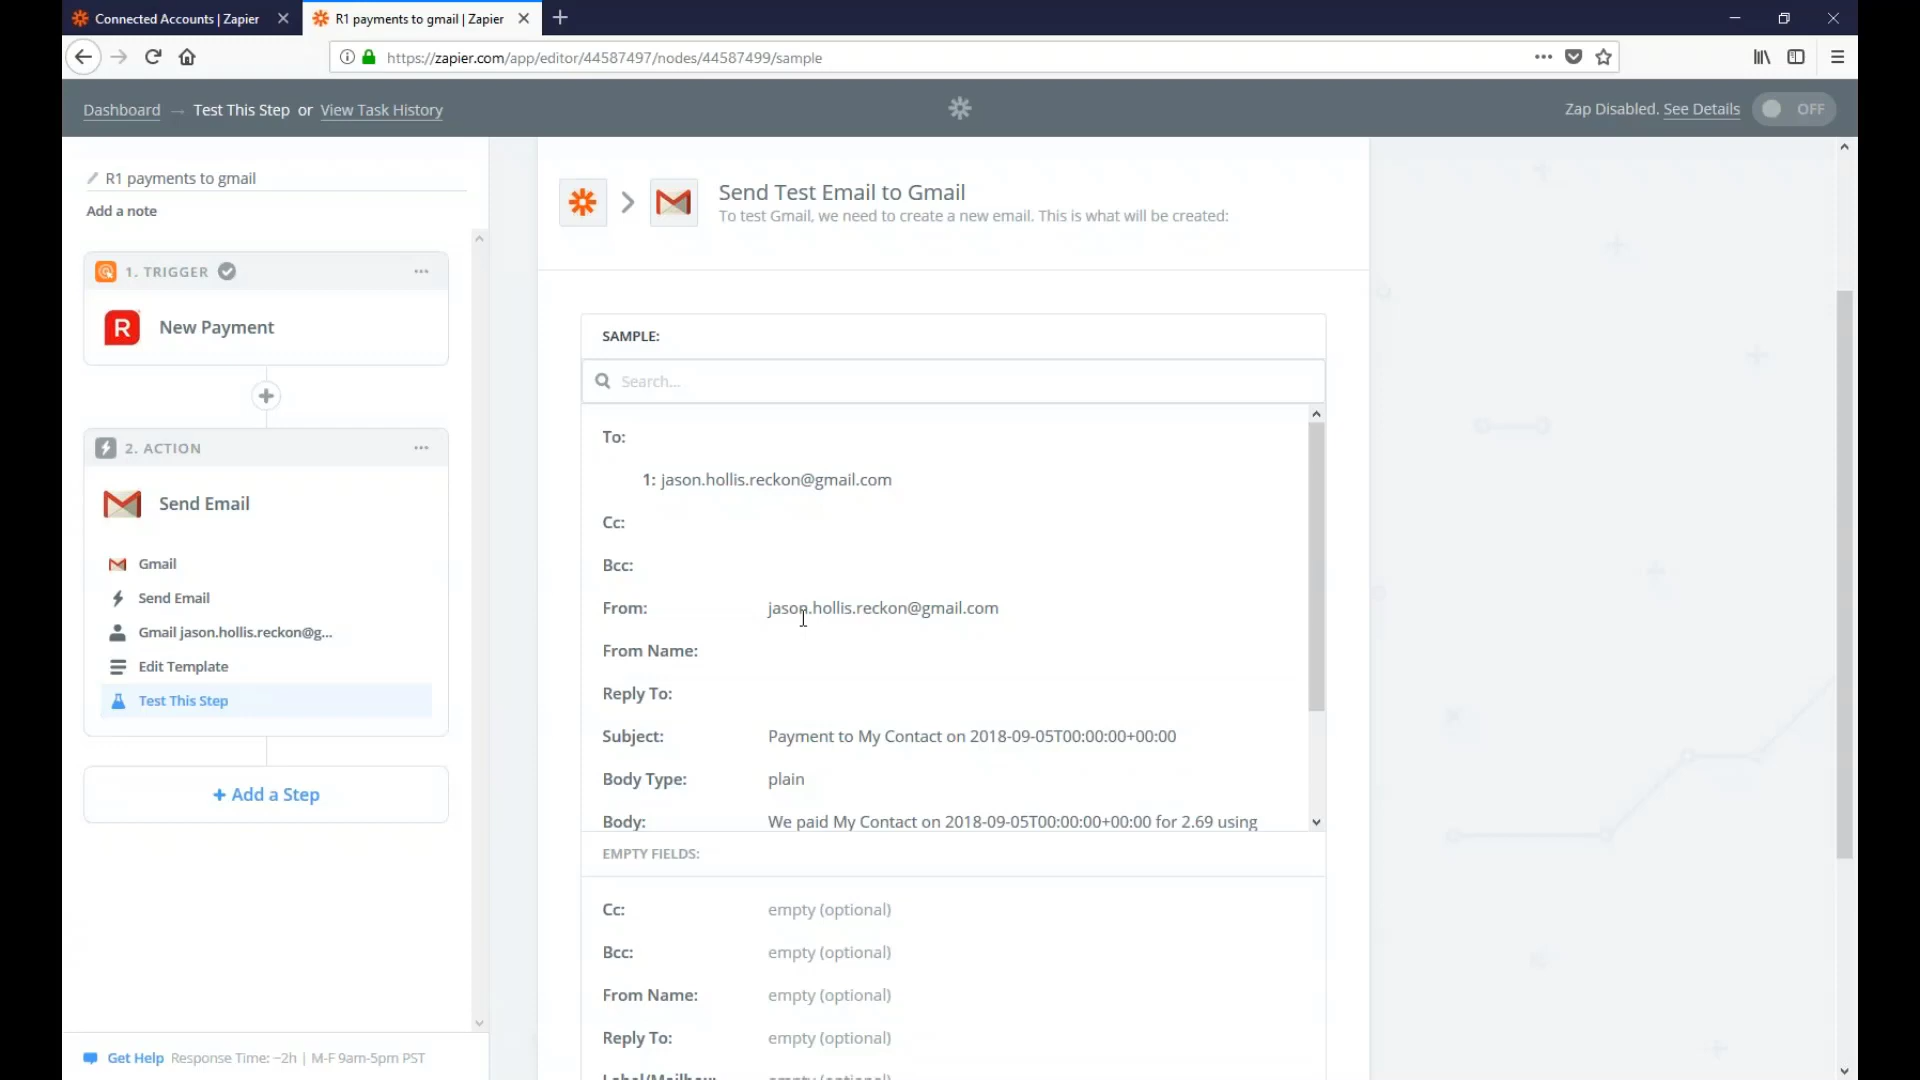 Connected Accounts | Zapier
R1 payments to gmail | Zapier
https://zapier.com/app/editor/44587497/nodes/44587499/sample
Dashboard → Test This Step or View Task History
Zap Disabled. See Details
OFF
R1 payments to gmail
Add a note
1. TRIGGER
R
New Payment
2. ACTION
Send Email
Gmail
Send Email
Gmail jason.hollis.reckon@g...
Edit Template
Test This Step
+ Add a Step
Get Help Response Time: ~2h | M-F 9am-5pm PST
Send Test Email to Gmail
To test Gmail, we need to create a new email. This is what will be created:
SAMPLE:
Search...
To:
1: jason.hollis.reckon@gmail.com
Cc:
Bcc:
From: jason.hollis.reckon@gmail.com
From Name:
Reply To:
Subject: Payment to My Contact on 2018-09-05T00:00:00+00:00
Body Type: plain
Body: We paid My Contact on 2018-09-05T00:00:00+00:00 for 2.69 using
EMPTY FIELDS:
Cc: empty (optional)
Bcc: empty (optional)
From Name: empty (optional)
Reply To: empty (optional)
Label/Mailbox: empty (optional)